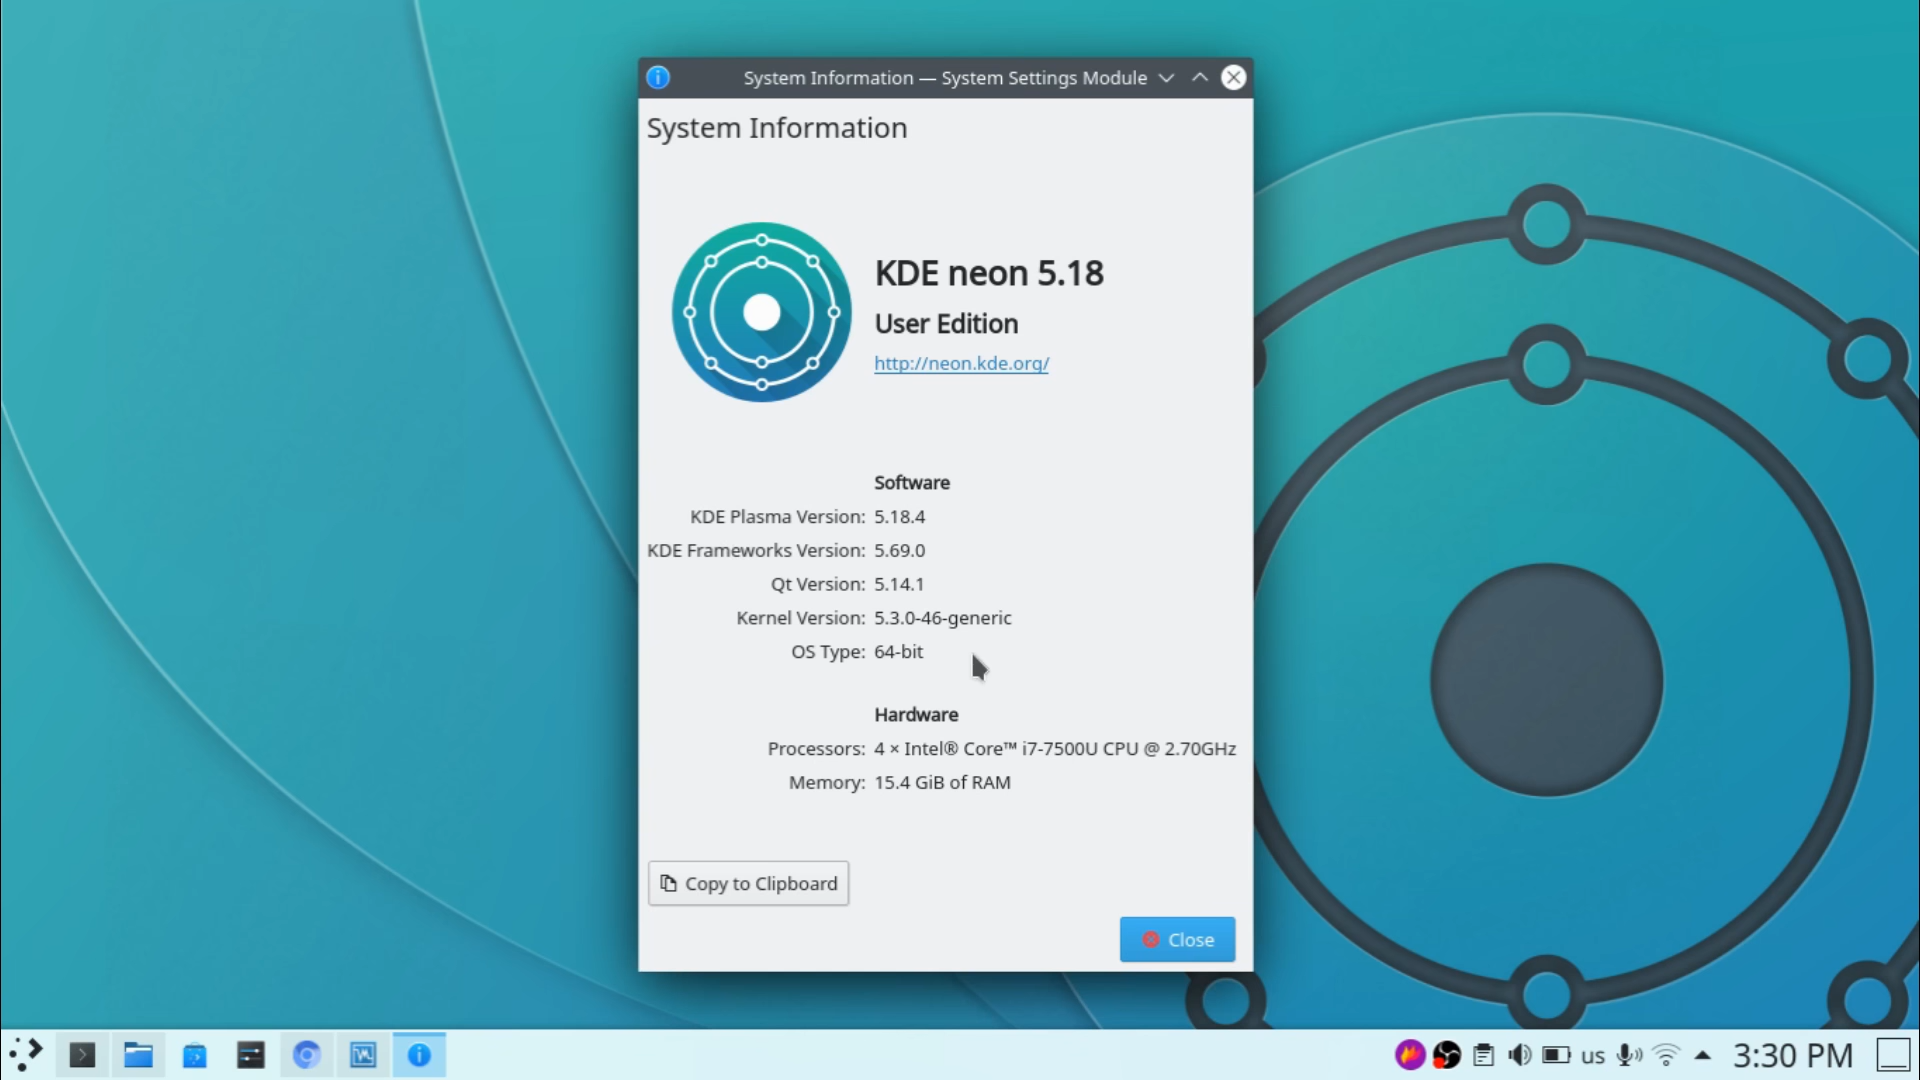 System Information — System Settings Module
System Information
KDE neon 5.18
User Edition
http://neon.kde.org/
Software
KDE Plasma Version: 5.18.4
KDE Frameworks Version: 5.69.0
Qt Version: 5.14.1
Kernel Version: 5.3.0-46-generic
OS Type: 64-bit
Hardware
Processors: 4 × Intel® Core™ i7-7500U CPU @ 2.70GHz
Memory: 15.4 GiB of RAM
Copy to Clipboard
Close
us 3:30 PM